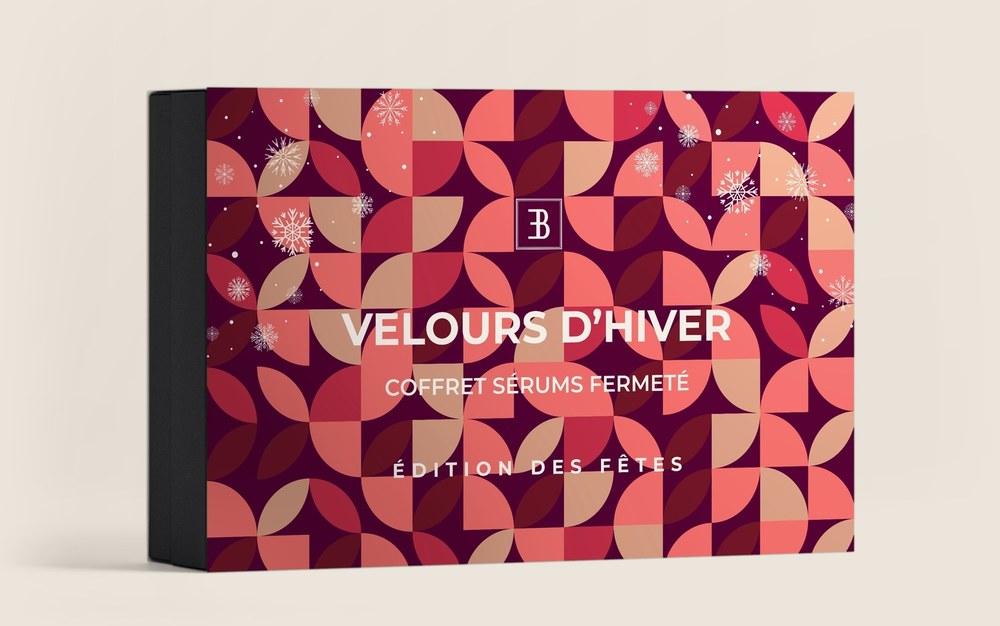 VELOURS D’HIVER
COFFRET SÉRUMS FERMETÉ
ÉDITION DES FÊTES